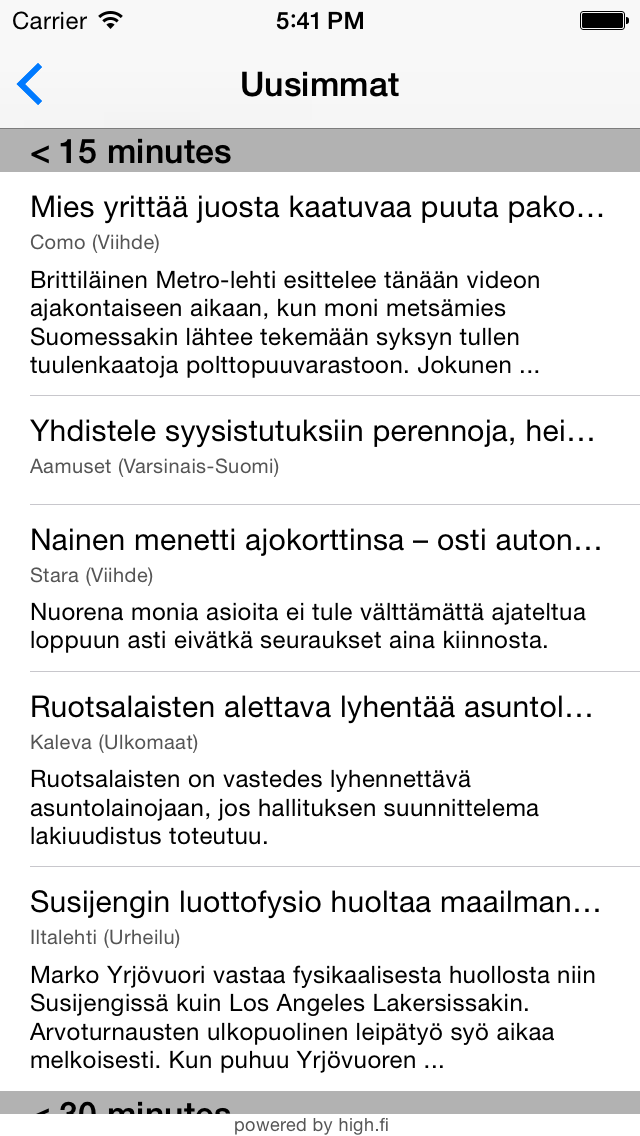 Carrier 5:41 PM
Uusimmat
< 15 minutes
Mies yrittää juosta kaatuvaa puuta pako...
Como (Viihde)
Brittiläinen Metro-lehti esittelee tänään videon
ajakontaiseen aikaan, kun moni metsämies
Suomessakin lähtee tekemään syksyn tullen
tuulenkaatoja polttopuuvarastoon. Jokunen ...
Yhdistele syysistutuksiin perennoja, hei...
Aamuset (Varsinais-Suomi)
Nainen menetti ajokorttinsa – osti auton...
Stara (Viihde)
Nuorena monia asioita ei tule välttämättä ajateltua
loppuun asti eivätkä seuraukset aina kiinnosta.
Ruotsalaisten alettava lyhentää asuntol...
Kaleva (Ulkomaat)
Ruotsalaisten on vastedes lyhennettävä
asuntolainojaan, jos hallituksen suunnittelema
lakiuudistus toteutuu.
Susijengin luottofysio huoltaa maailman...
Iltalehti (Urheilu)
Marko Yrjövuori vastaa fysikaalisesta huollosta niin
Susijengissä kuin Los Angeles Lakersissakin.
Arvoturnausten ulkopuolinen leipätyö syö aikaa
melkoisesti. Kun puhuu Yrjövuoren ...
< 30 minutes
powered by high.fi